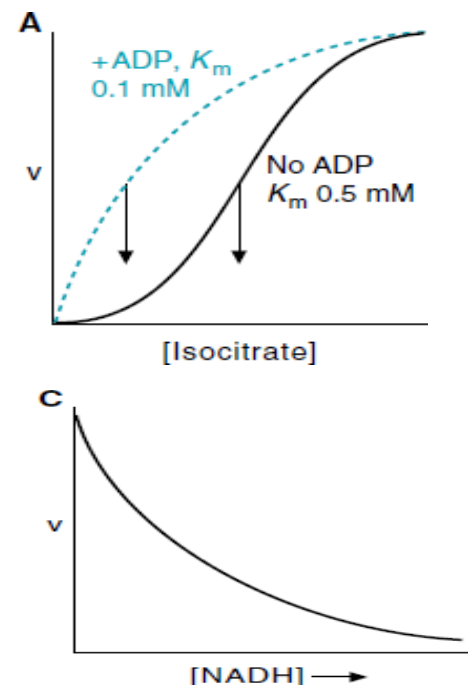 A
+ADP, Km
0.1 mM
No ADP
Km 0.5 mM
v
[Isocitrate]
C
v
[NADH]